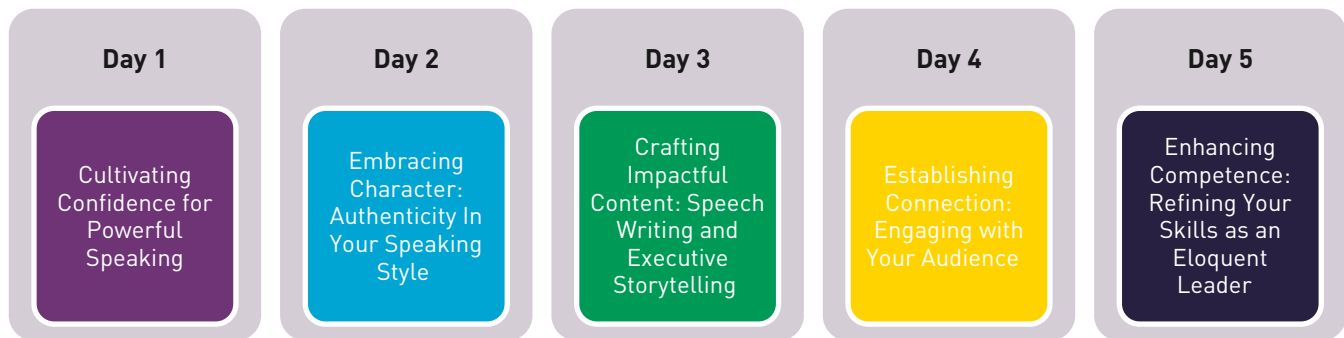 Day 1
Cultivating
Confidence for
Powerful
Speaking
Day 2
Embracing
Character:
Authenticity In
Your Speaking
Style
Day 3
Crafting
Impactful
Content: Speech
Writing and
Executive
Storytelling
Day 4
Establishing
Connection:
Engaging with
Your Audience
Day 5
Enhancing
Competence:
Refining Your
Skills as an
Eloquent
Leader